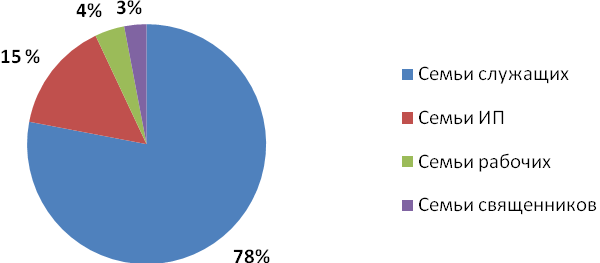 4%
3%
15 %
78%
Семьи служащих
Семьи ИП
Семьи рабочих
Семьи священников